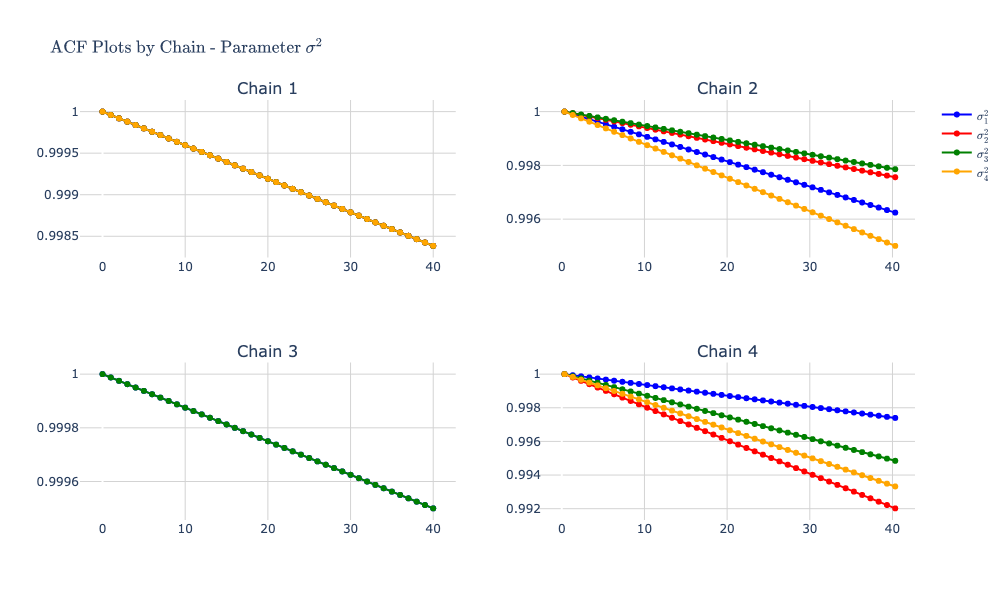 ACF Plots by Chain - Parameter σ²
Chain 1
1
0.9995
0.999
0.9985
0 10 20 30 40
Chain 2
1
0.998
0.996
0 10 20 30 40
σ₁²
σ₂²
σ₃²
σ₄²
Chain 3
1
0.9998
0.9996
0 10 20 30 40
Chain 4
1
0.998
0.996
0.994
0.992
0 10 20 30 40